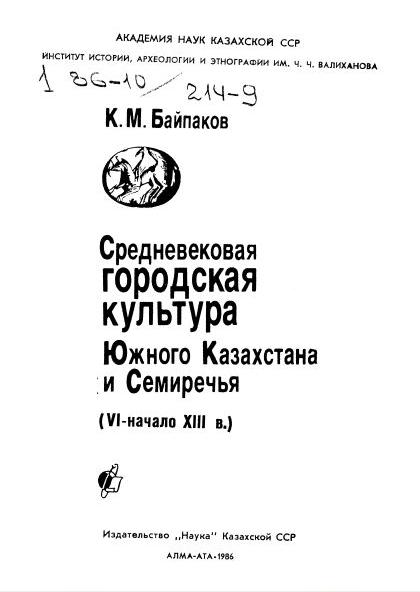 АКАДЕМИЯ НАУК КАЗАХСКОЙ ССР
ИНСТИТУТ ИСТОРИИ, АРХЕОЛОГИИ И ЭТНОГРАФИИ ИМ. Ч. Ч. ВАЛИХАНОВА
1 86-10/214-9
К. М. Байпаков
Средневековая
городская
культура
Южного Казахстана
и Семиречья
(VI-начало XIII в.)
Издательство „Наука" Казахской ССР
АЛМА-АТА·1986